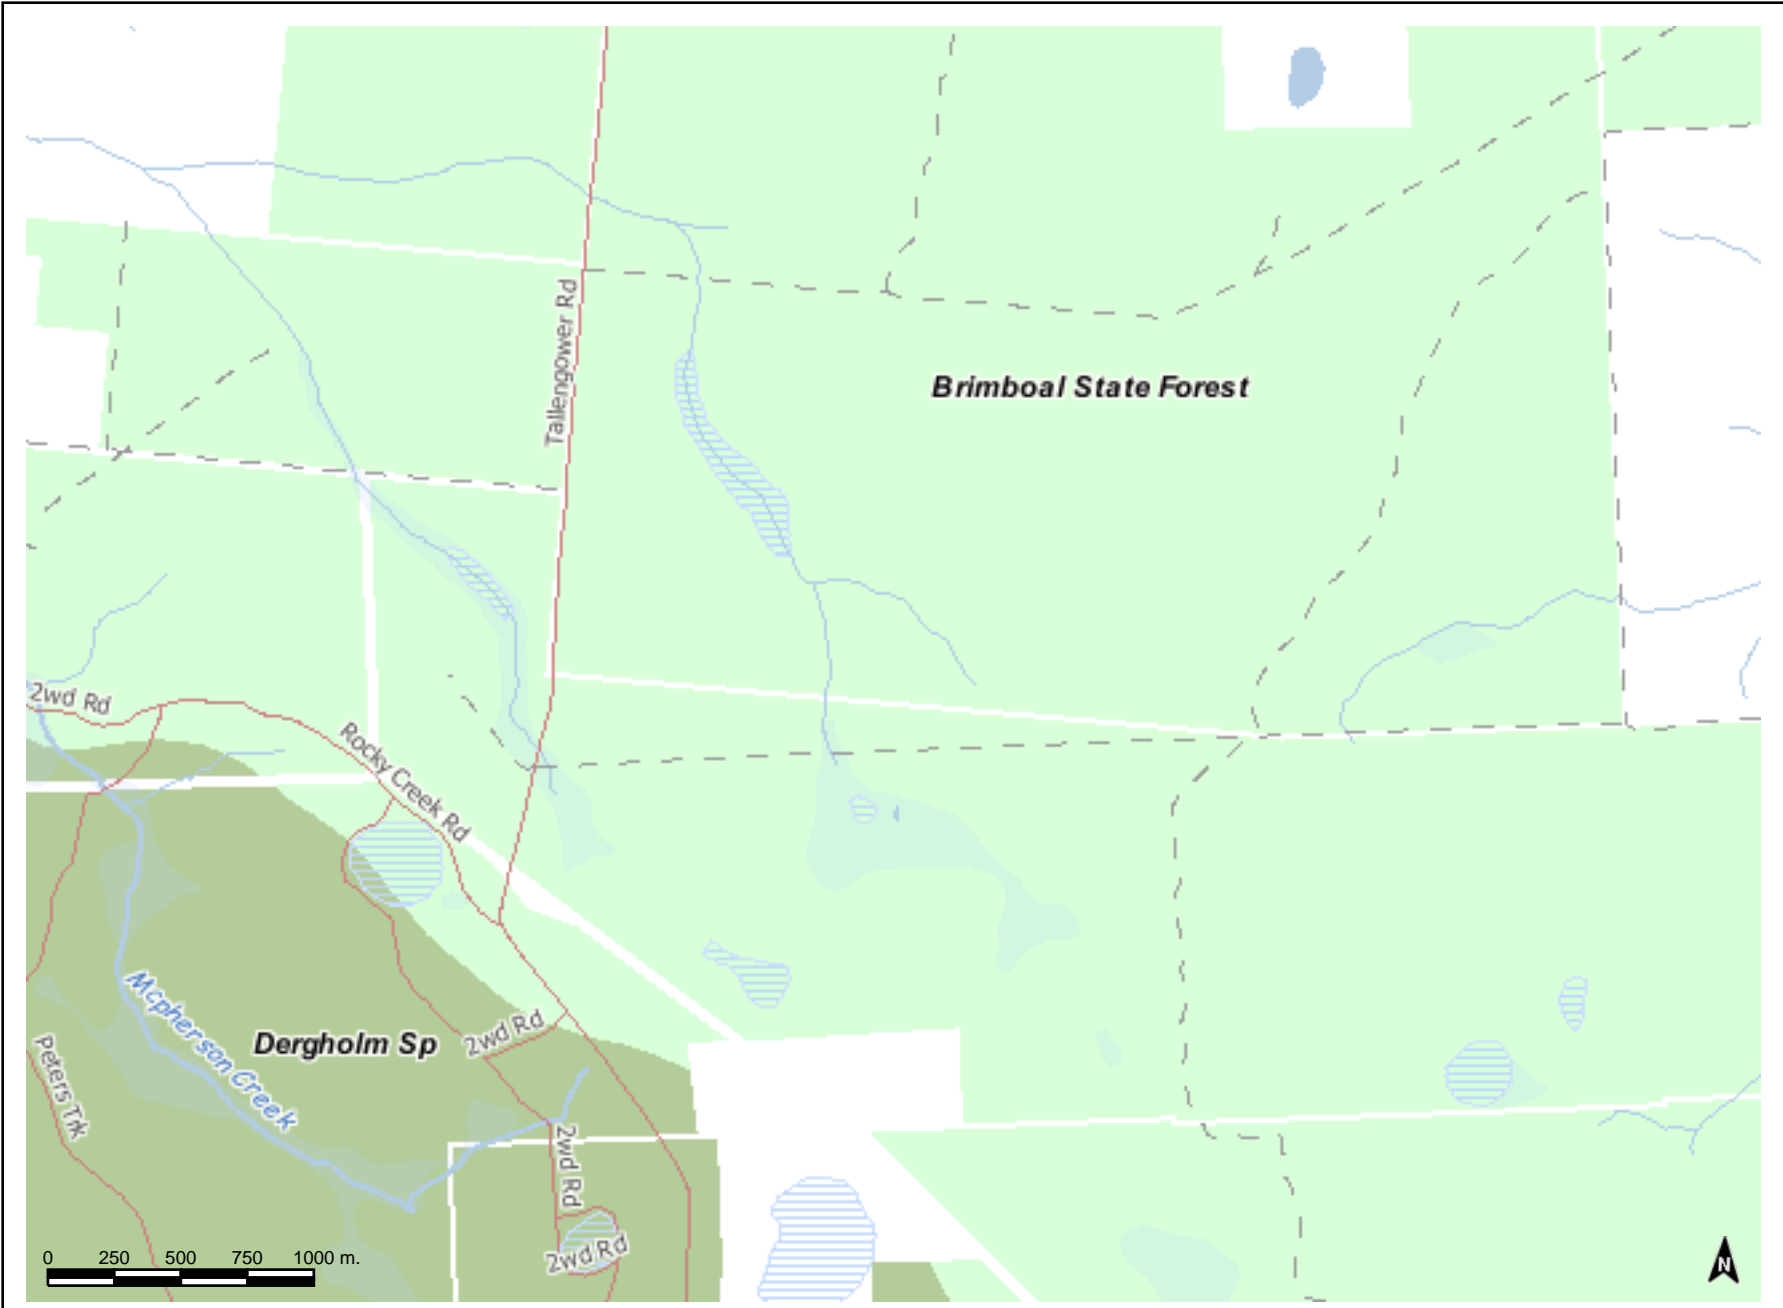 Tallengower Rd
Brimboal State Forest
2wd Rd
Rocky Creek Rd
Mcpherson Creek
Dergholm Sp
2wd Rd
Peters Trk
2wd Rd
2wd Rd
0 250 500 750 1000 m.
N